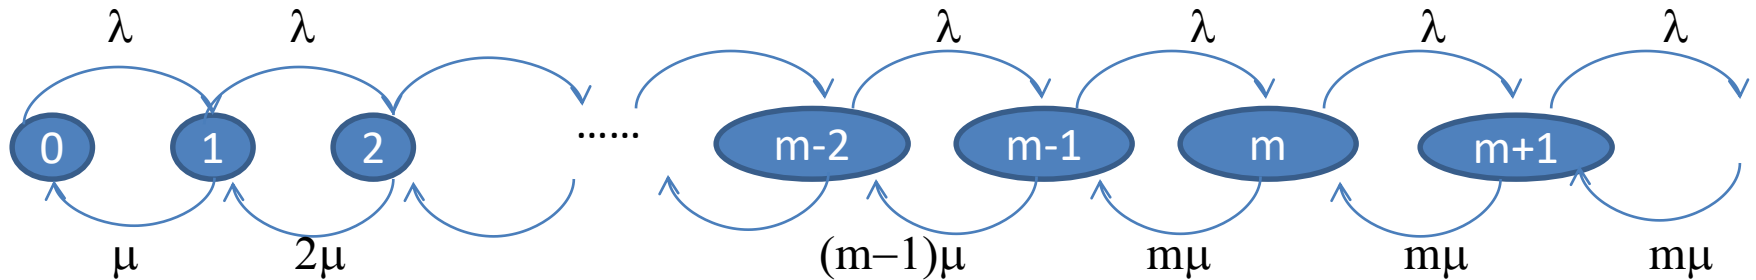 λ λ λ λ λ λ
0 1 2 ...... m-2 m-1 m m+1
μ 2μ (m−1)μ mμ mμ mμ